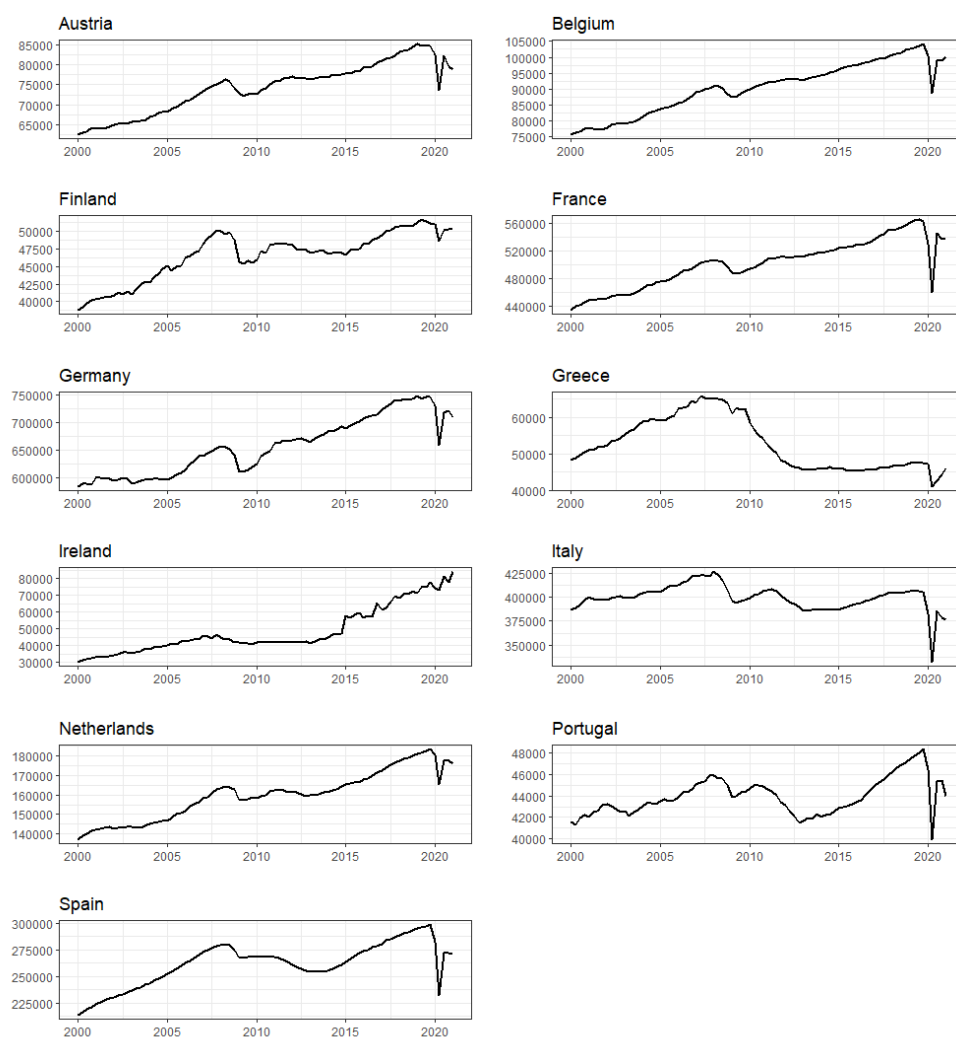 Austria
85000
80000
75000
70000
65000
2000 2005 2010 2015 2020
Belgium
105000
100000
95000
90000
85000
80000
75000
2000 2005 2010 2015 2020
Finland
50000
47500
45000
42500
40000
2000 2005 2010 2015 2020
France
560000
520000
480000
440000
2000 2005 2010 2015 2020
Germany
750000
700000
650000
600000
2000 2005 2010 2015 2020
Greece
60000
50000
40000
2000 2005 2010 2015 2020
Ireland
80000
70000
60000
50000
40000
30000
2000 2005 2010 2015 2020
Italy
425000
400000
375000
350000
2000 2005 2010 2015 2020
Netherlands
180000
170000
160000
150000
140000
2000 2005 2010 2015 2020
Portugal
48000
46000
44000
42000
40000
2000 2005 2010 2015 2020
Spain
300000
275000
250000
225000
2000 2005 2010 2015 2020